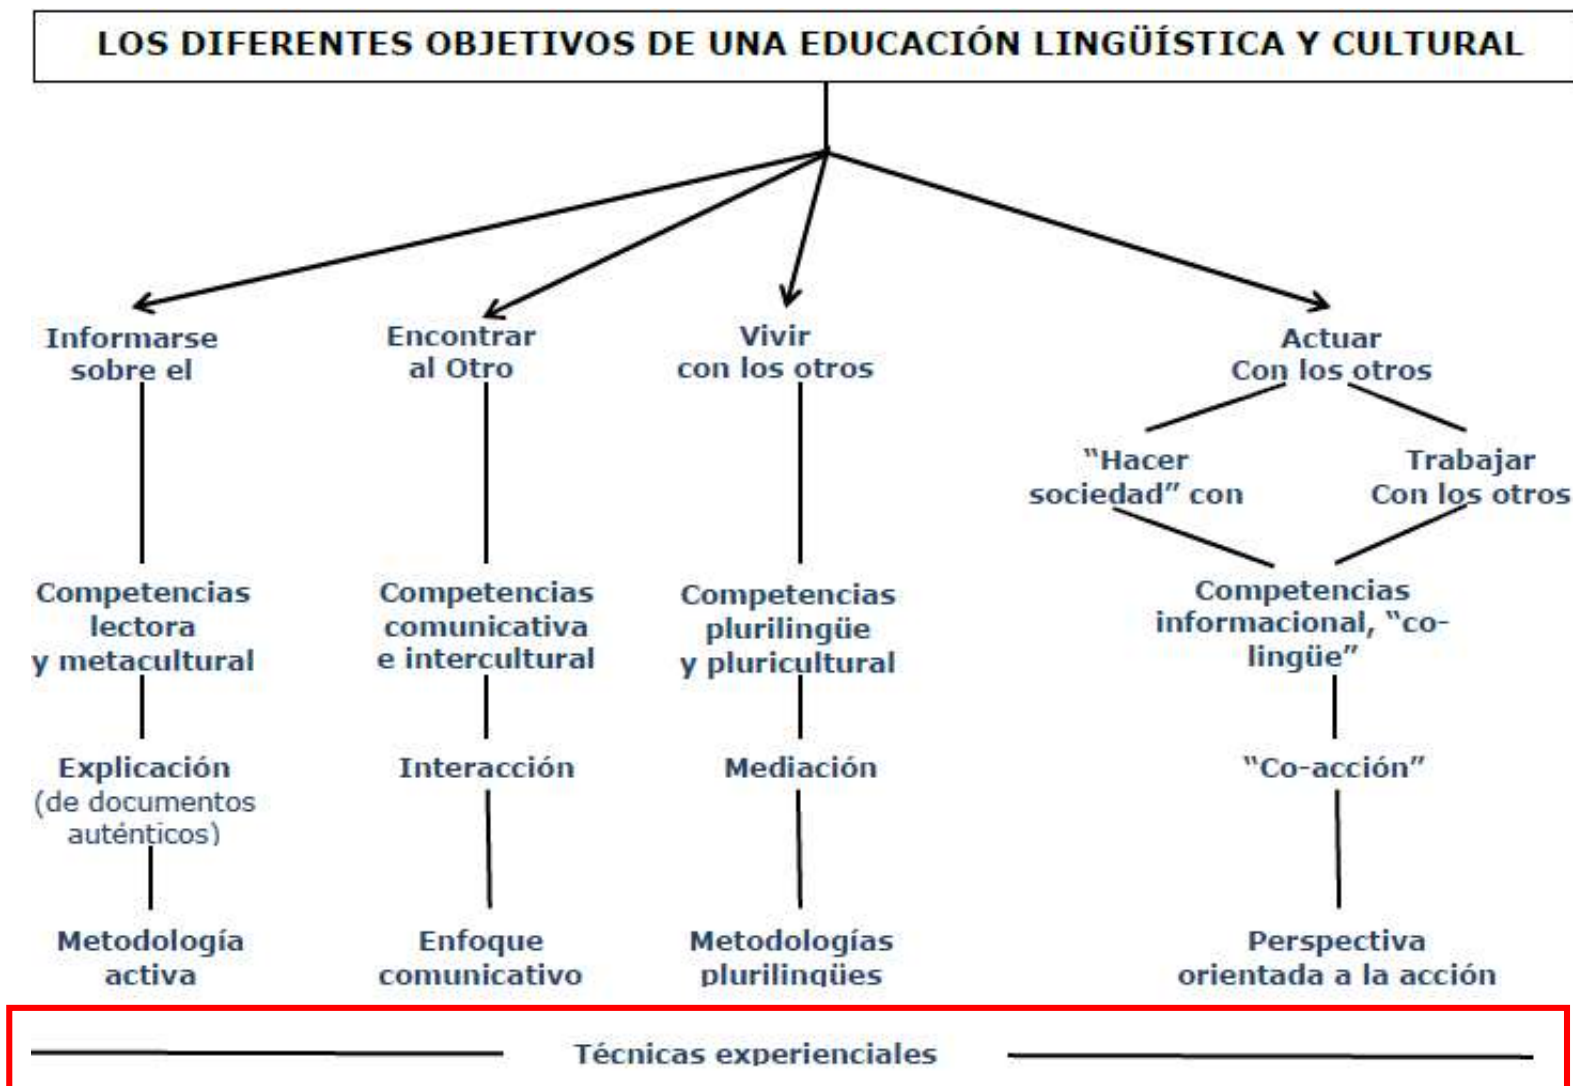 LOS DIFERENTES OBJETIVOS DE UNA EDUCACIÓN LINGÜÍSTICA Y CULTURAL
Informarse
sobre el
Encontrar
al Otro
Vivir
con los otros
Actuar
Con los otros
“Hacer
sociedad” con
Trabajar
Con los otros
Competencias
lectora
y metacultural
Competencias
comunicativa
e intercultural
Competencias
plurilingüe
y pluricultural
Competencias
informacional, “co-
lingüe”
Explicación
(de documentos
auténticos)
Interacción
Mediación
“Co-acción”
Metodología
activa
Enfoque
comunicativo
Metodologías
plurilingües
Perspectiva
orientada a la acción
Técnicas experienciales